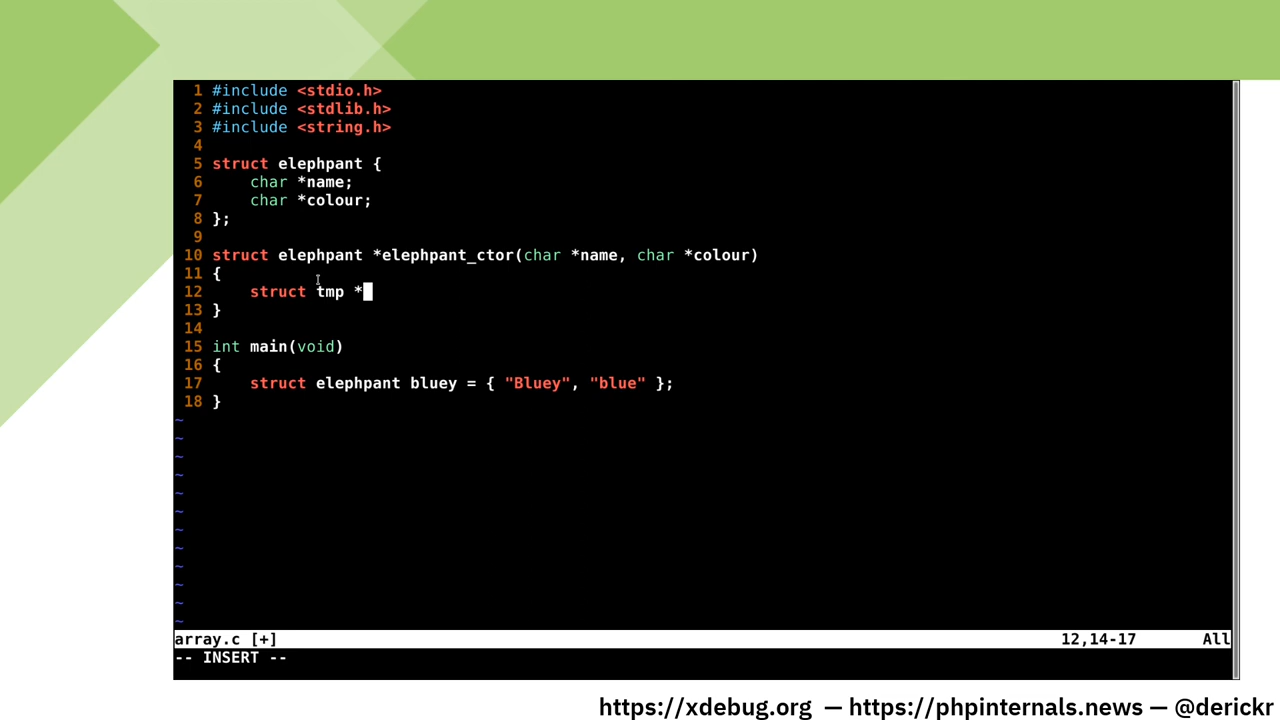 1 #include <stdio.h>
2 #include <stdlib.h>
3 #include <string.h>
4
5 struct elephpant {
6     char *name;
7     char *colour;
8 };
9
10 struct elephpant *elephpant_ctor(char *name, char *colour)
11 {
12     struct tmp *
13 }
14
15 int main(void)
16 {
17     struct elephpant bluey = { "Bluey", "blue" };
18 }
~
~
~
~
~
~
~
~
~
~
~
~
array.c [+] 12,14-17 All
-- INSERT --
https://xdebug.org — https://phpinternals.news — @derickr